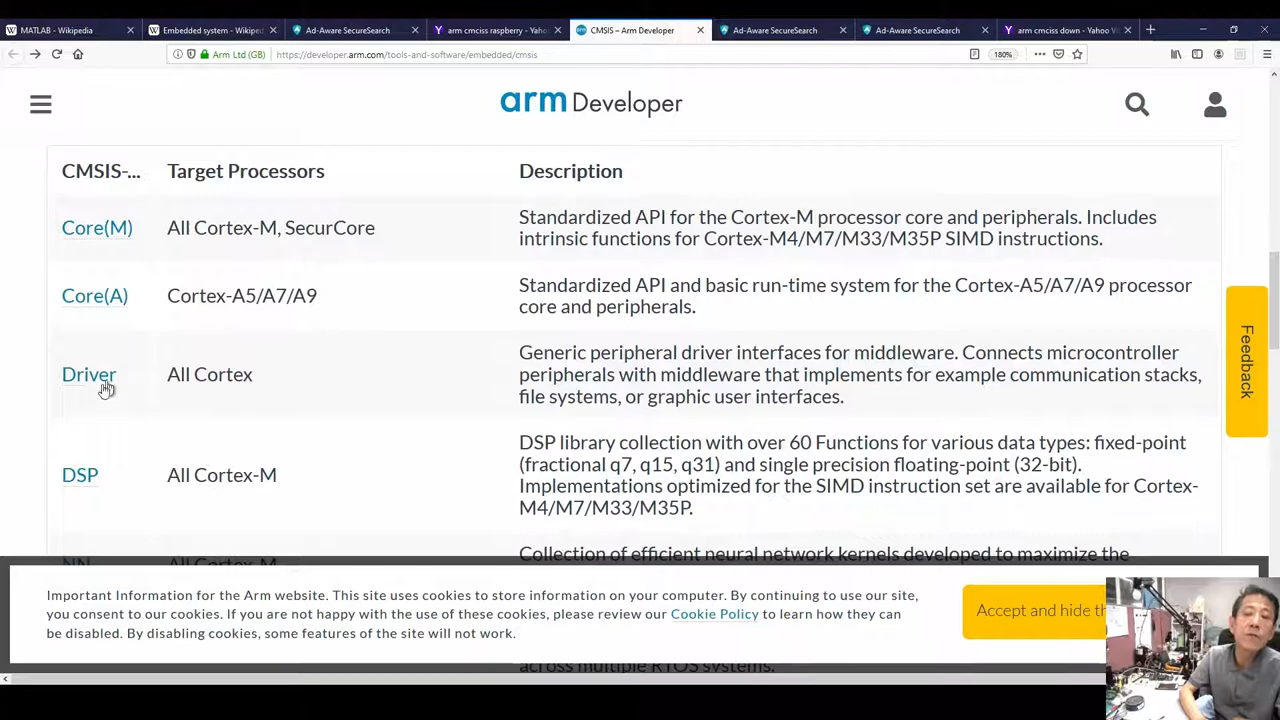 MATLAB - Wikipedia
Embedded system - Wikiped
Ad-Aware SecureSearch
arm cmciss raspberry - Yaho
CMSIS – Arm Developer
Ad-Aware SecureSearch
Ad-Aware SecureSearch
arm cmciss down - Yahoo Vi
Arm Ltd (GB)
https://developer.arm.com/tools-and-software/embedded/cmsis
180%
arm Developer
CMSIS-... Target Processors Description
Core(M) All Cortex-M, SecurCore
Standardized API for the Cortex-M processor core and peripherals. Includes
intrinsic functions for Cortex-M4/M7/M33/M35P SIMD instructions.
Core(A) Cortex-A5/A7/A9
Standardized API and basic run-time system for the Cortex-A5/A7/A9 processor
core and peripherals.
Driver All Cortex
Generic peripheral driver interfaces for middleware. Connects microcontroller
peripherals with middleware that implements for example communication stacks,
file systems, or graphic user interfaces.
DSP All Cortex-M
DSP library collection with over 60 Functions for various data types: fixed-point
(fractional q7, q15, q31) and single precision floating-point (32-bit).
Implementations optimized for the SIMD instruction set are available for Cortex-
M4/M7/M33/M35P.
NN All Cortex-M
Collection of efficient neural network kernels developed to maximize the
Feedback
Important Information for the Arm website. This site uses cookies to store information on your computer. By continuing to use our site,
you consent to our cookies. If you are not happy with the use of these cookies, please review our Cookie Policy to learn how they can
be disabled. By disabling cookies, some features of the site will not work.
Accept and hide th
across multiple RTOS systems.